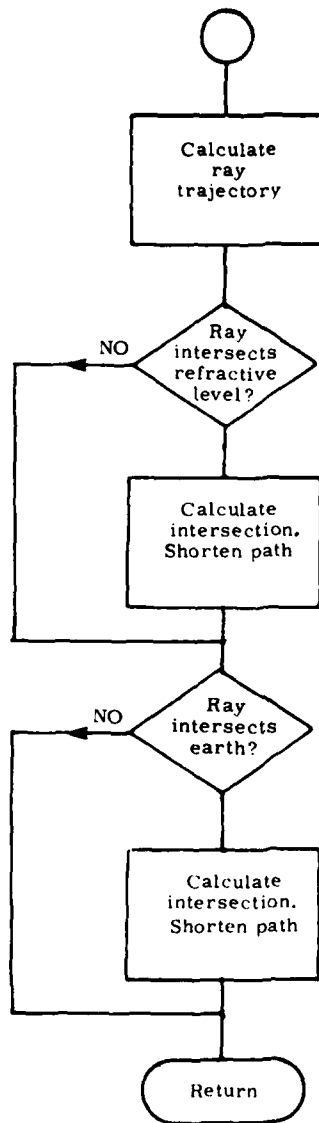 Calculate
ray
trajectory
NO
Ray
intersects
refractive
level?
Calculate
intersection.
Shorten path
NO
Ray
intersects
earth?
Calculate
intersection.
Shorten path
Return